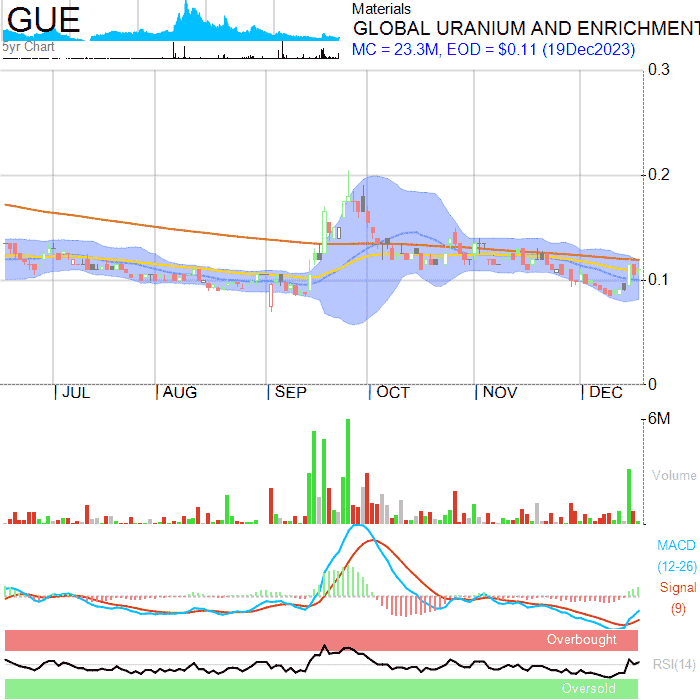 GUE
5yr Chart
Materials
GLOBAL URANIUM AND ENRICHMENT
MC = 23.3M, EOD = $0.11 (19Dec2023)
0.3
0.2
0.1
0
JUL
AUG
SEP
OCT
NOV
DEC
6M
Volume
MACD
(12-26)
Signal
(9)
Overbought
RSI(14)
Oversold